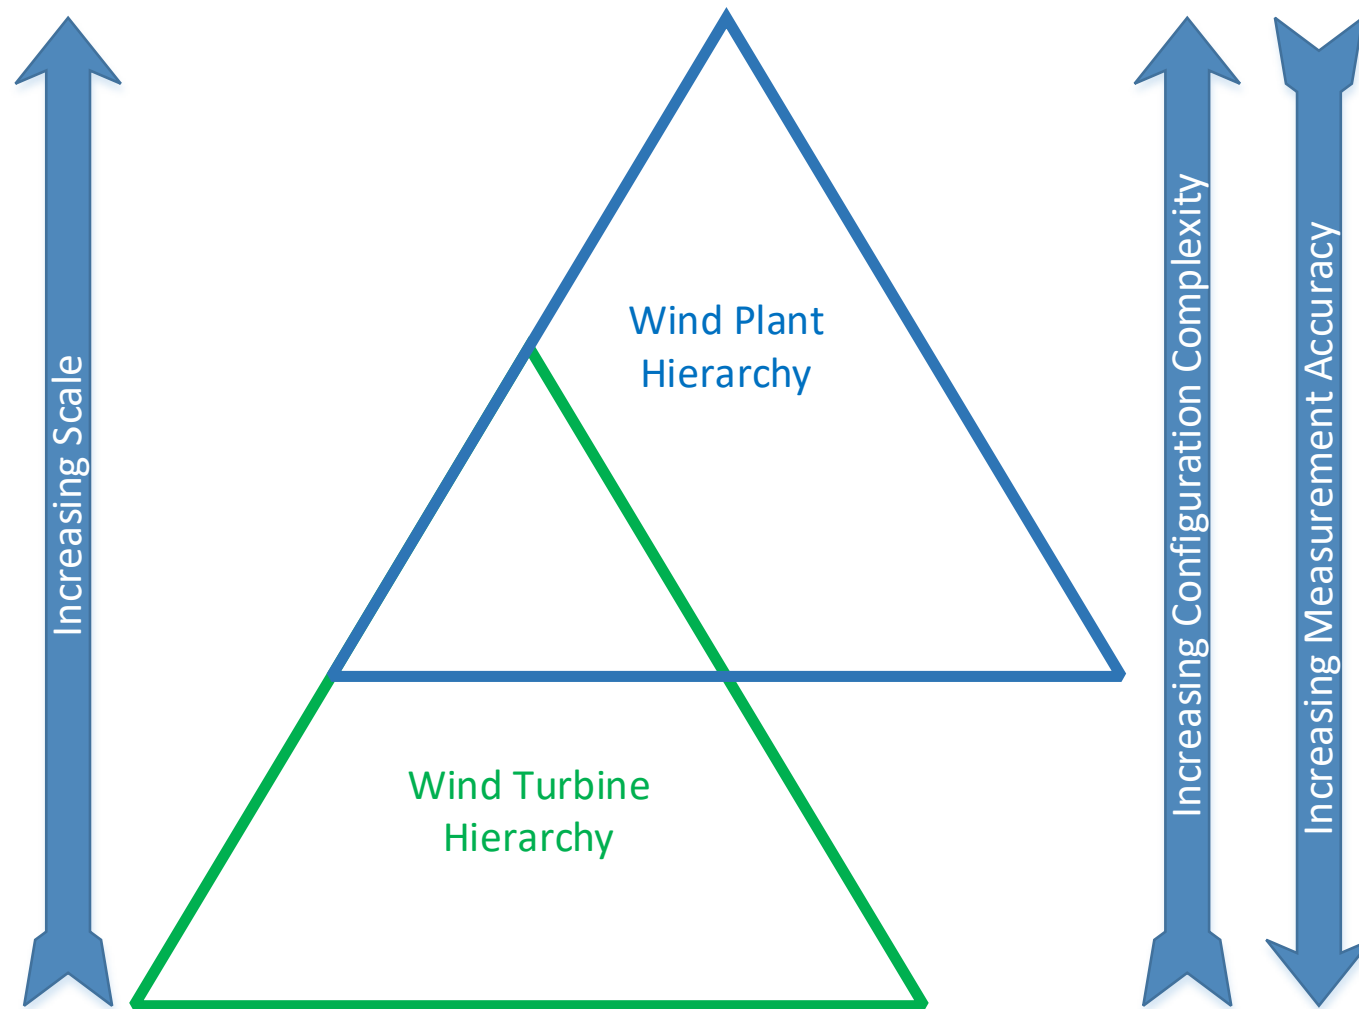 Increasing Scale
Wind Plant
Hierarchy
Wind Turbine
Hierarchy
Increasing Configuration Complexity
Increasing Measurement Accuracy